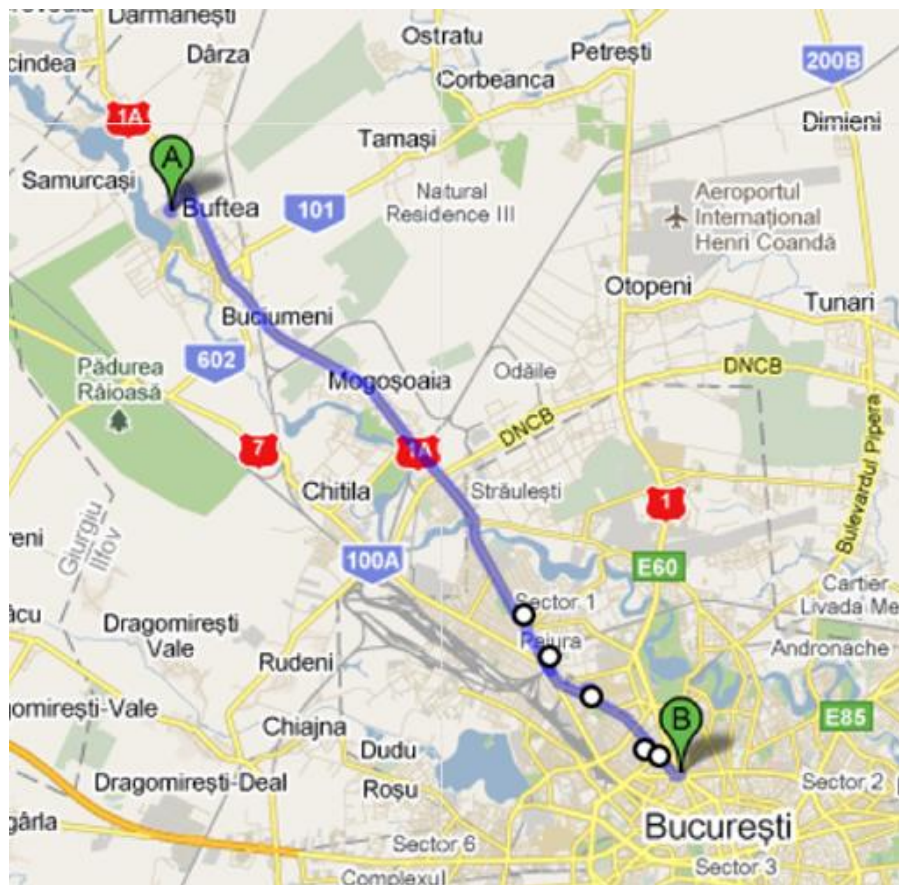 Dărmănești
Ostratu
Dârza
Petrești
cindea
Corbeanca
200B
1A
Dimieni
Tamași
A
Samurcași
Natural
Residence III
Aeroportul
Internațional
Henri Coandă
Buftea
101
Otopeni
Tunari
Buciumeni
602
Pădurea
Râioasă
Mogoșoaia
Odăile
DNCB
DNCB
7
1A
Bulevardul Pipera
Chitila
Străulești
1
Giurgiu
Ilfov
reni
100A
E60
Sector 1
Cartier
Livada Me
ăcu
Dragomirești
Vale
Pajura
Andronache
Rudeni
omirești-Vale
B
E85
Chiajna
Dudu
Dragomirești-Deal
Roșu
Sector 2
gârla
București
Sector 6
Sector 3
Complexul